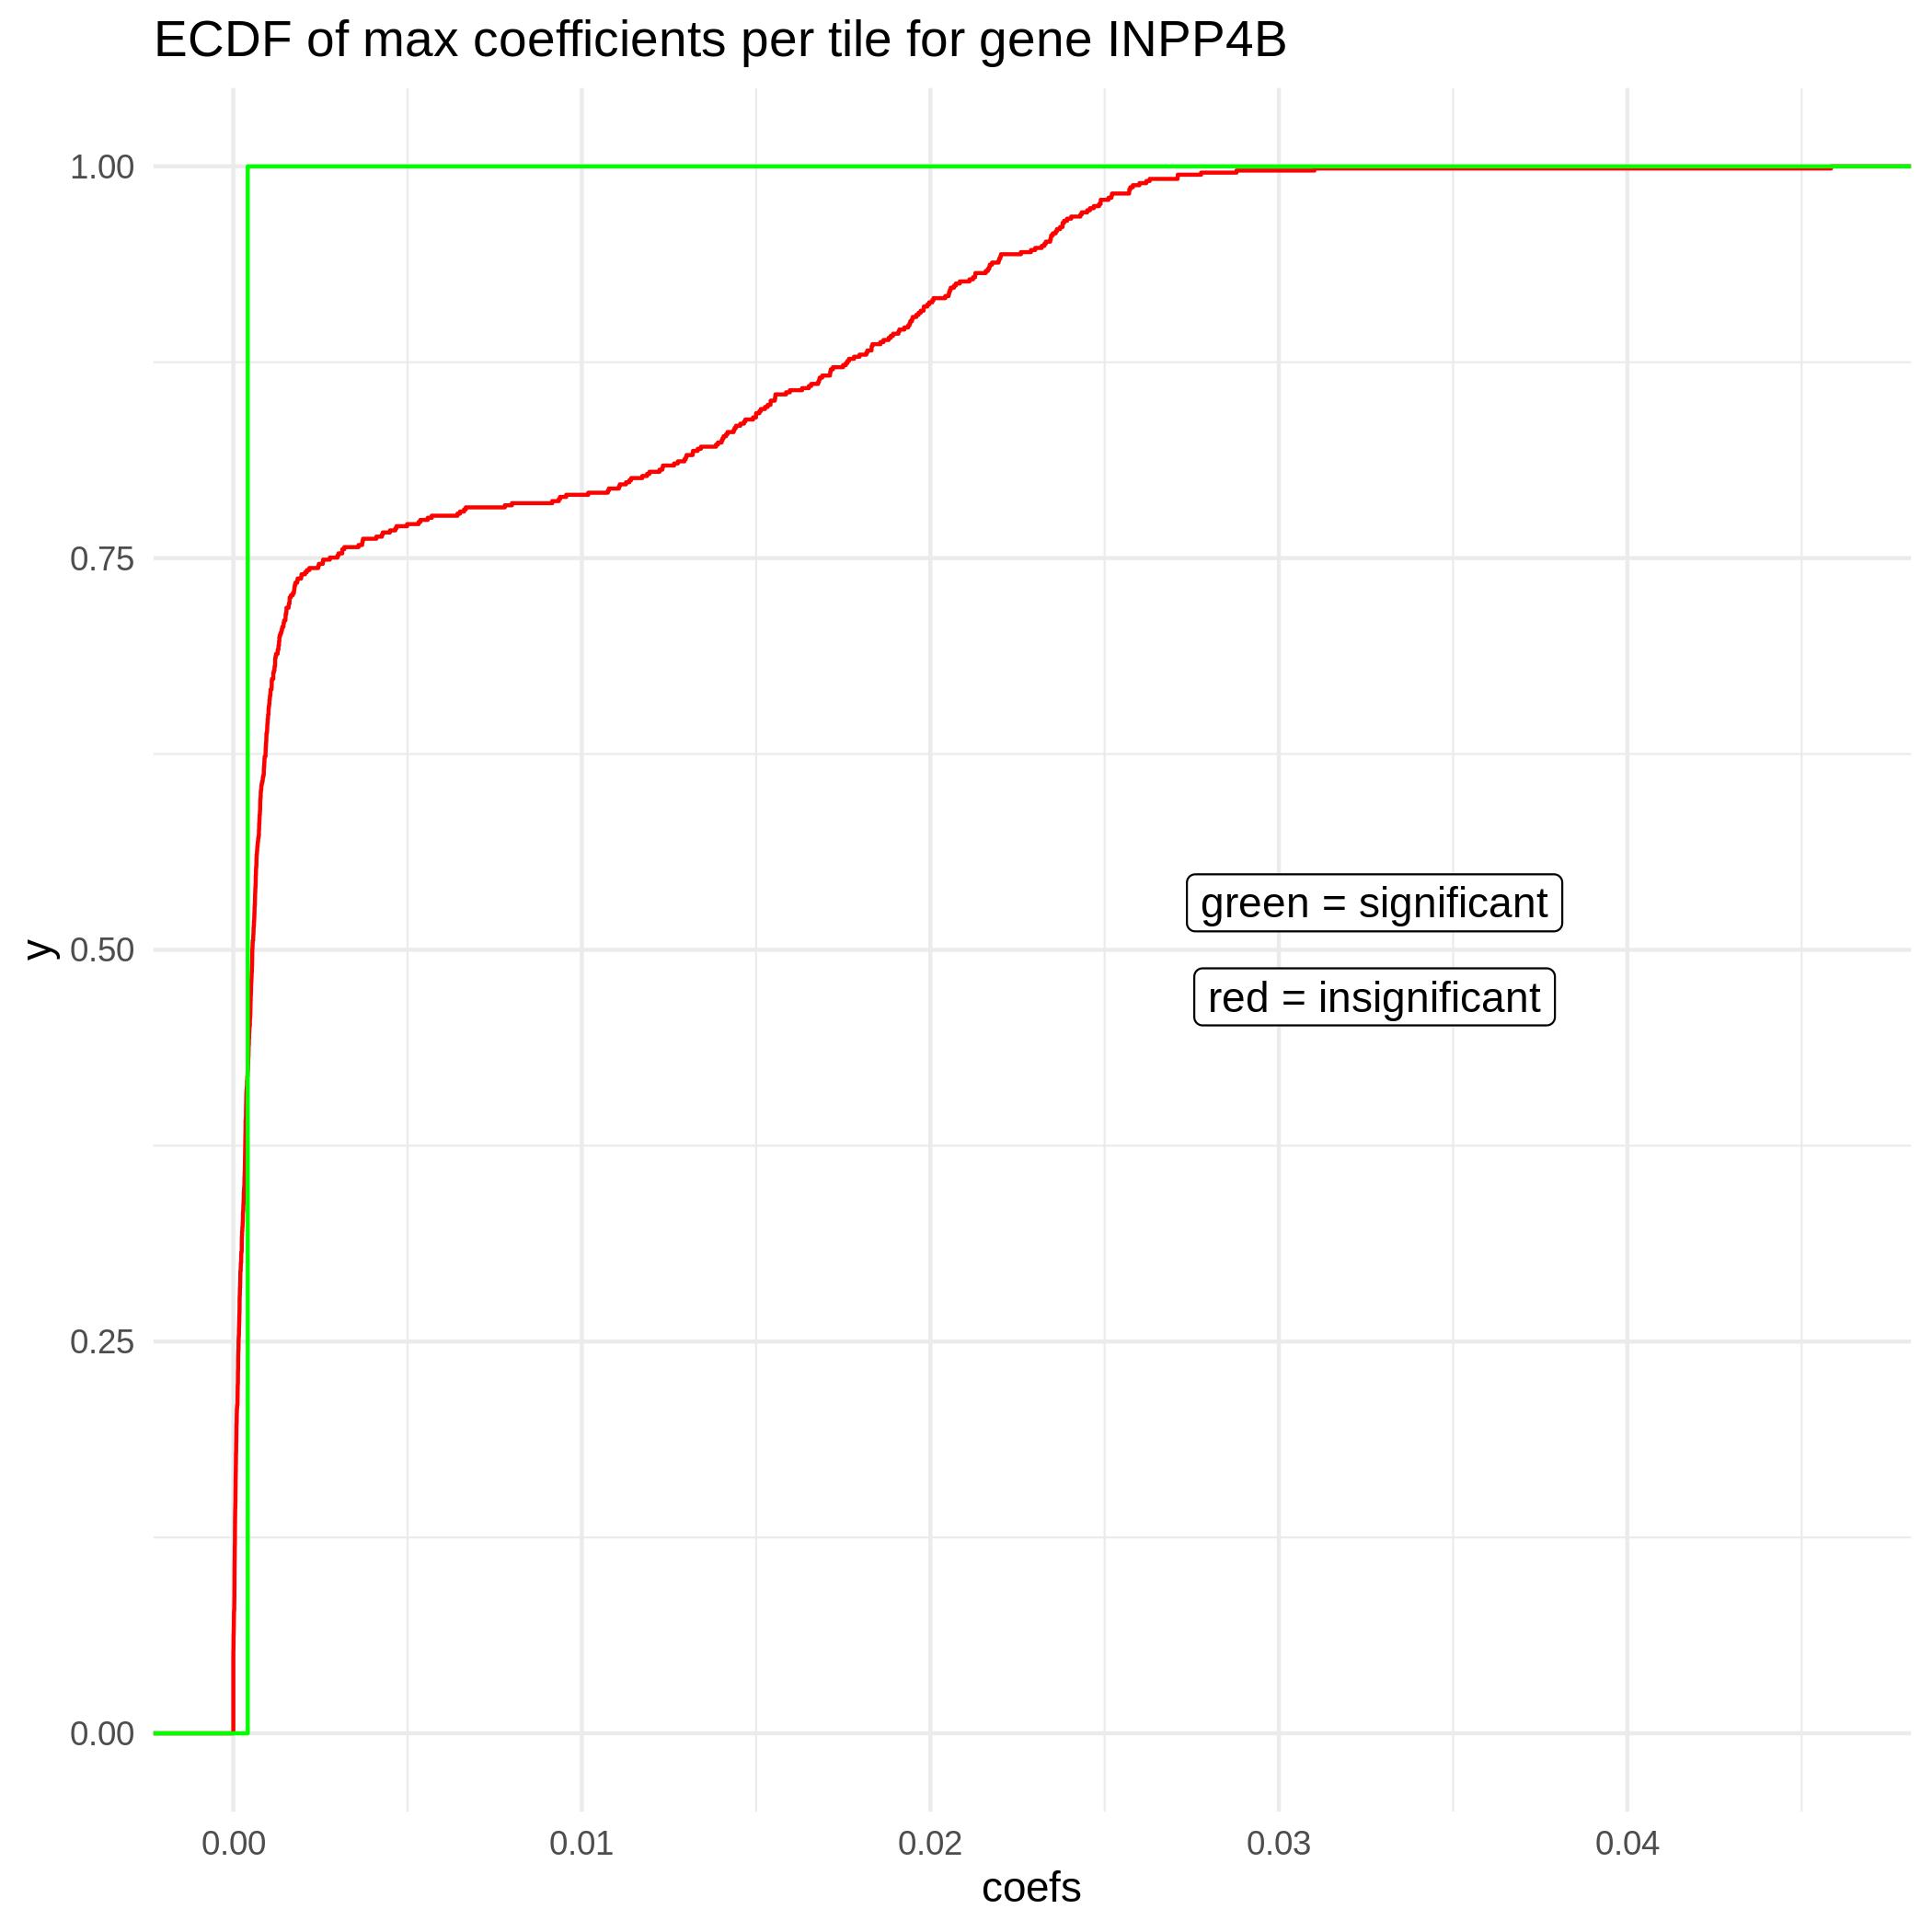 ECDF of max coefficients per tile for gene INPP4B
1.00
0.75
0.50
0.25
0.00
y
green = significant
red = insignificant
0.00 0.01 0.02 0.03 0.04
coefs